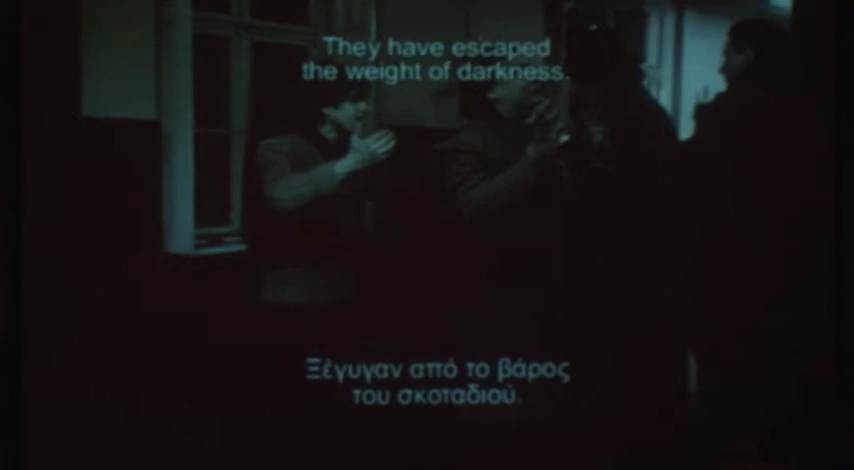 They have escaped
the weight of darkness.
Ξέγυγαν από το βάρος
του σκοταδιού.